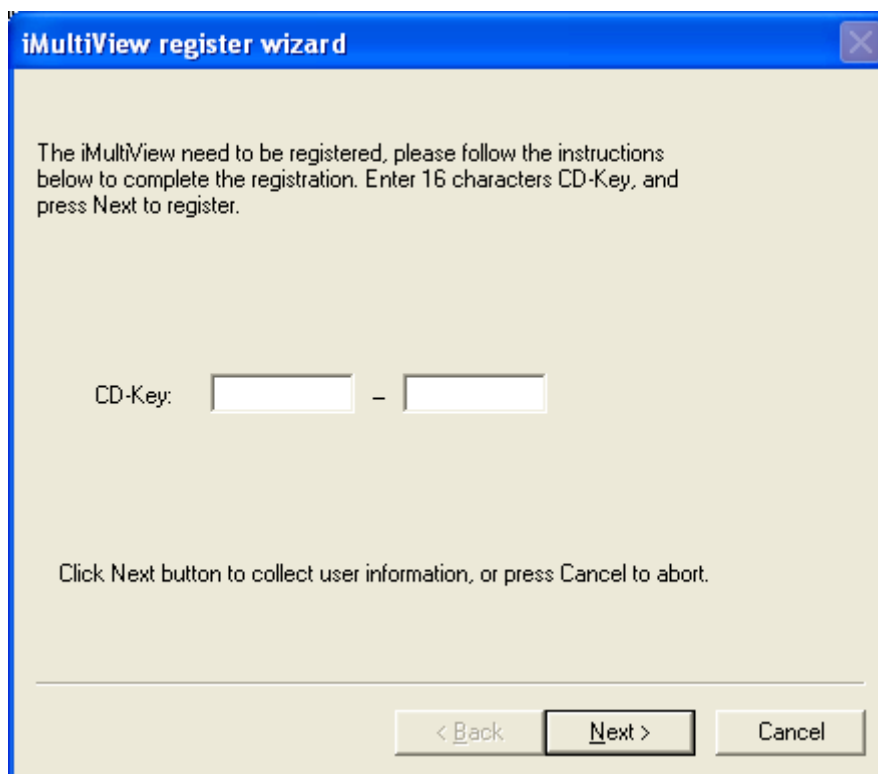 iMultiView register wizard
The iMultiView need to be registered, please follow the instructions
below to complete the registration. Enter 16 characters CD-Key, and
press Next to register.
CD-Key: –
Click Next button to collect user information, or press Cancel to abort.
< Back Next > Cancel